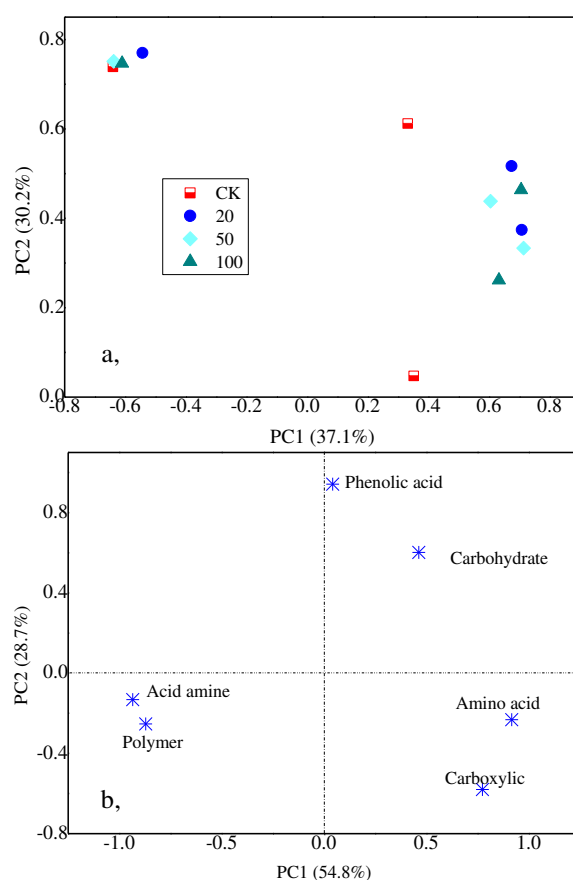 0.8
0.6
0.4
0.2
0.0
PC2 (30.2%)
CK
20
50
100
a,
-0.8 -0.6 -0.4 -0.2 0.0 0.2 0.4 0.6 0.8
PC1 (37.1%)
0.8
0.4
0.0
-0.4
-0.8
PC2 (28.7%)
Phenolic acid
Carbohydrate
Acid amine
Polymer
Amino acid
Carboxylic
b,
-1.0 -0.5 0.0 0.5 1.0
PC1 (54.8%)